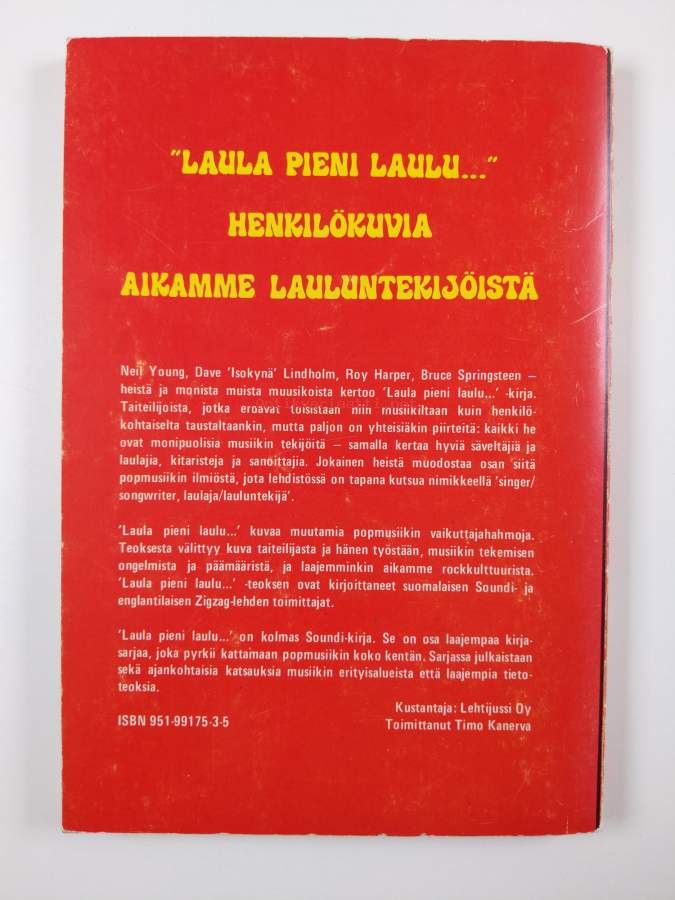 "LAULA PIENI LAULU..."
HENKILÖKUVIA
AIKAMME LAULUNTEKIJÖISTÄ
Neil Young, Dave 'Isokynä' Lindholm, Roy Harper, Bruce Springsteen –
heistä ja monista muista muusikoista kertoo 'Laula pieni laulu...' -kirja.
Taiteilijoista, jotka eroavat toisistaan niin musiikiltaan kuin henkilö-
kohtaiselta taustaltaankin, mutta paljon on yhteisiäkin piirteitä: kaikki he
ovat monipuolisia musiikin tekijöitä – samalla kertaa hyviä säveltäjiä ja
laulajia, kitaristeja ja sanoittajia. Jokainen heistä muodostaa osan siitä
popmusiikin ilmiöstä, jota lehdistössä on tapana kutsua nimikkeellä 'singer/
songwriter, laulaja/lauluntekijä'.
'Laula pieni laulu...' kuvaa muutamia popmusiikin vaikuttajahahmoja.
Teoksesta välittyy kuva taiteilijasta ja hänen työstään, musiikin tekemisen
ongelmista ja päämääristä, ja laajemminkin aikamme rockkulttuurista.
'Laula pieni laulu...' -teoksen ovat kirjoittaneet suomalaisen Soundi- ja
englantilaisen Zigzag-lehden toimittajat.
'Laula pieni laulu...' on kolmas Soundi-kirja. Se on osa laajempaa kirja-
sarjaa, joka pyrkii kattamaan popmusiikin koko kentän. Sarjassa julkaistaan
sekä ajankohtaisia katsauksia musiikin erityisalueista että laajempia tieto-
teoksia.
Kustantaja: Lehtijussi Oy
ISBN 951-99175-3-5 Toimittanut Timo Kanerva